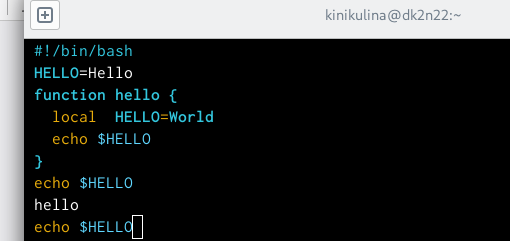 kinikulina@dk2n22:~
#!/bin/bash
HELLO=Hello
function hello {
  local  HELLO=World
  echo $HELLO
}
echo $HELLO
hello
echo $HELLO